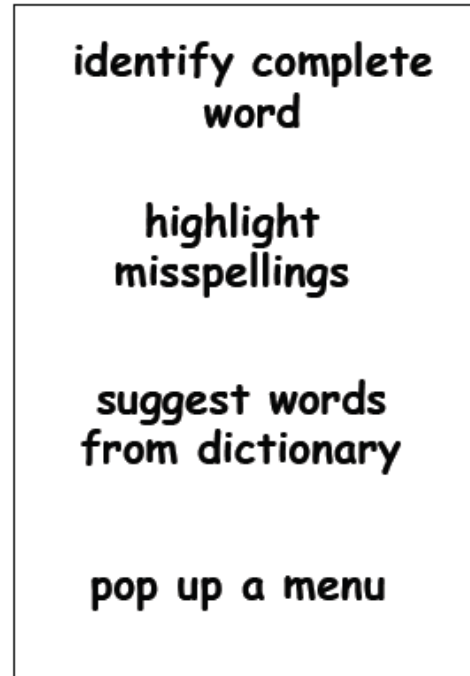 identify complete
word
highlight
misspellings
suggest words
from dictionary
pop up a menu